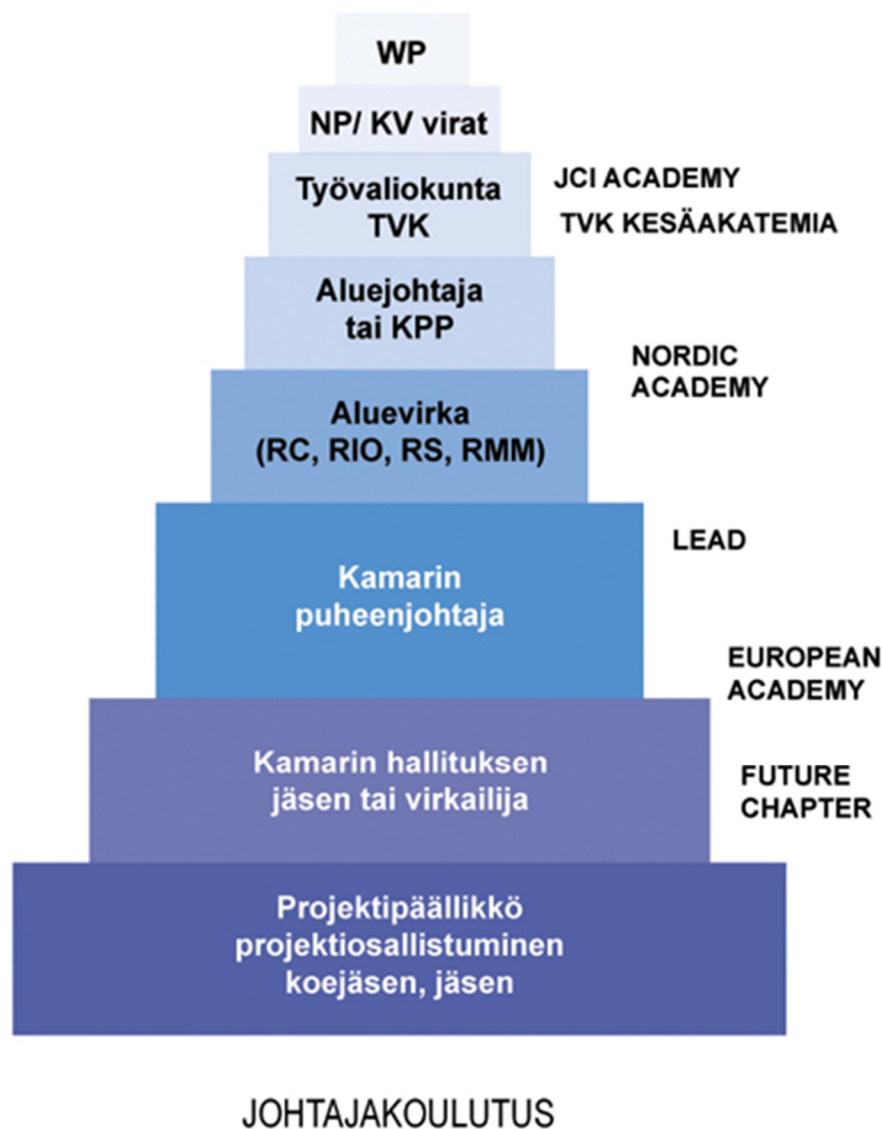 WP
NP/ KV virat
Työvaliokunta
TVK
JCI ACADEMY
TVK KESÄAKATEMIA
Aluejohtaja
tai KPP
NORDIC
ACADEMY
Aluevirka
(RC, RIO, RS, RMM)
LEAD
Kamarin
puheenjohtaja
EUROPEAN
ACADEMY
Kamarin hallituksen
jäsen tai virkailija
FUTURE
CHAPTER
Projektipäällikkö
projektiosallistuminen
koejäsen, jäsen
JOHTAJAKOULUTUS